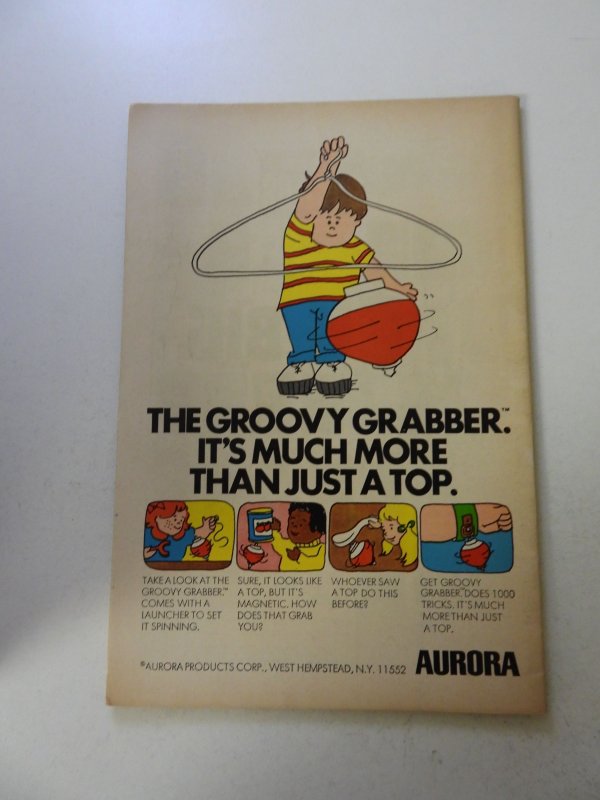 THE GROOVY GRABBER.™
IT'S MUCH MORE
THAN JUST A TOP.
TAKE A LOOK AT THE
GROOVY GRABBER.™
COMES WITH A
LAUNCHER TO SET
IT SPINNING.
SURE, IT LOOKS LIKE
A TOP, BUT IT'S
MAGNETIC. HOW
DOES THAT GRAB
YOU?
WHOEVER SAW
A TOP DO THIS
BEFORE?
GET GROOVY
GRABBER.™ DOES 1000
TRICKS. IT'S MUCH
MORE THAN JUST
A TOP.
©AURORA PRODUCTS CORP., WEST HEMPSTEAD, N.Y. 11552 AURORA